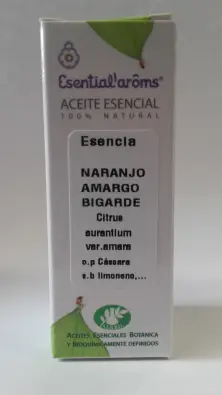 Esential'arôms
ACEITE ESENCIAL
100% NATURAL
Esencia
NARANJO
AMARGO
BIGARDE
Citrus
aurantium
var.amara
o.p Cáscara
s.b limoneno,...
ACEITES ESENCIALES BOTÁNICA
Y BIOQUÍMICAMENTE DEFINIDOS